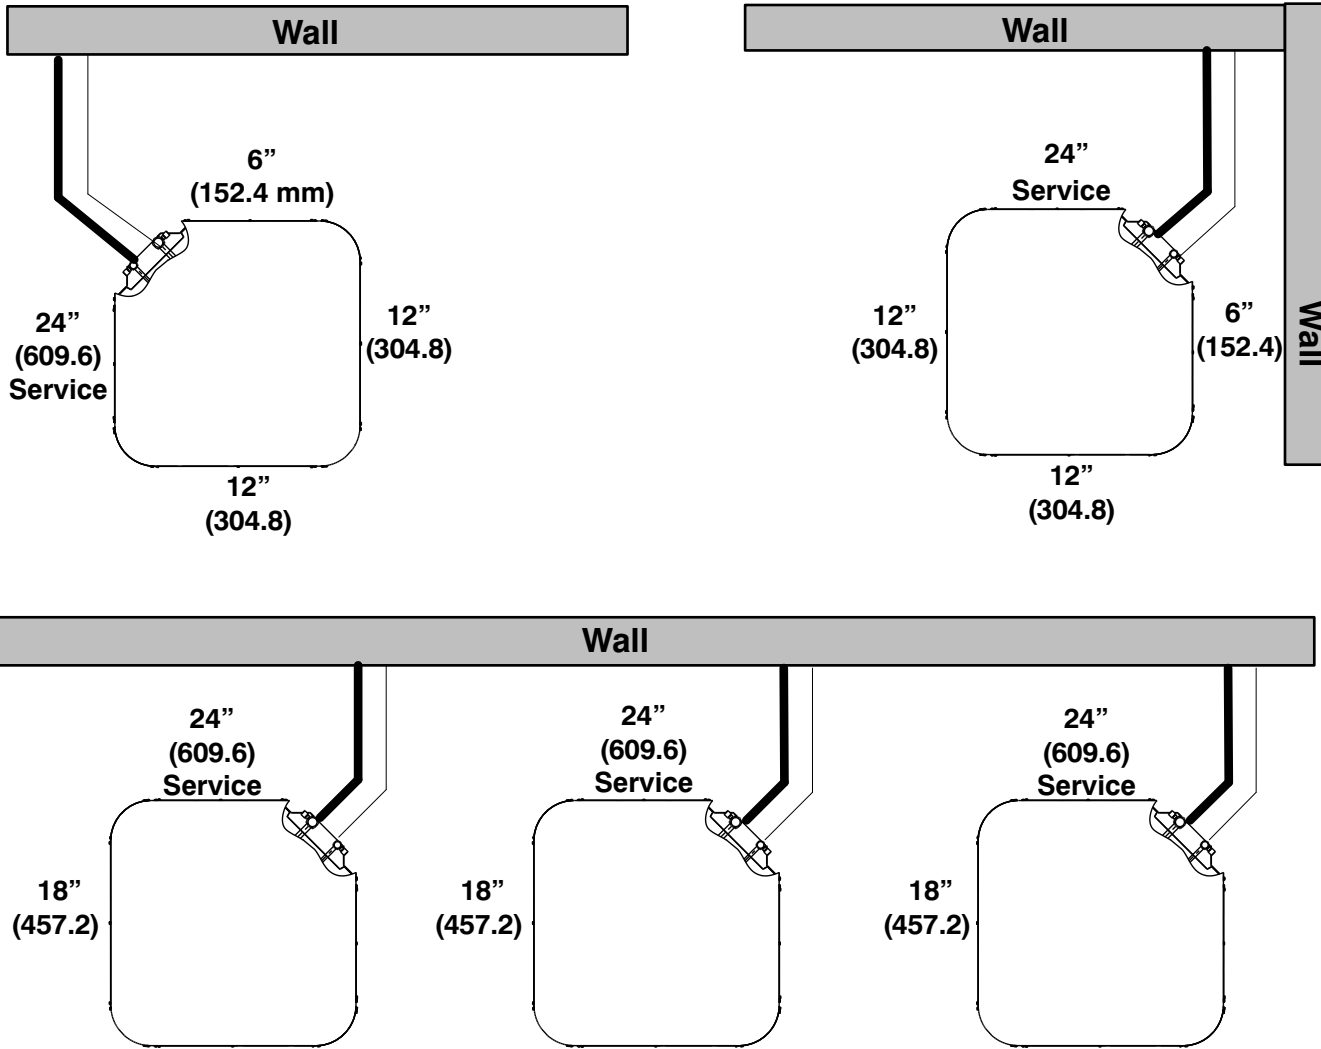 Wall
6”
(152.4 mm)
24”
(609.6)
Service
12”
(304.8)
12”
(304.8)
Wall
Wall
24”
Service
12”
(304.8)
6”
(152.4)
12”
(304.8)
Wall
24”
(609.6)
Service
18”
(457.2)
24”
(609.6)
Service
18”
(457.2)
24”
(609.6)
Service
18”
(457.2)